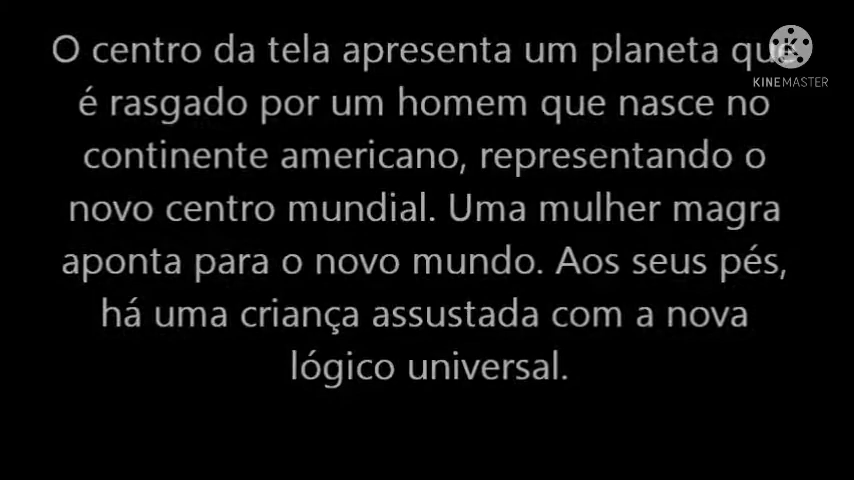 O centro da tela apresenta um planeta que
é rasgado por um homem que nasce no
continente americano, representando o
novo centro mundial. Uma mulher magra
aponta para o novo mundo. Aos seus pés,
há uma criança assustada com a nova
lógico universal.
KINEMASTER